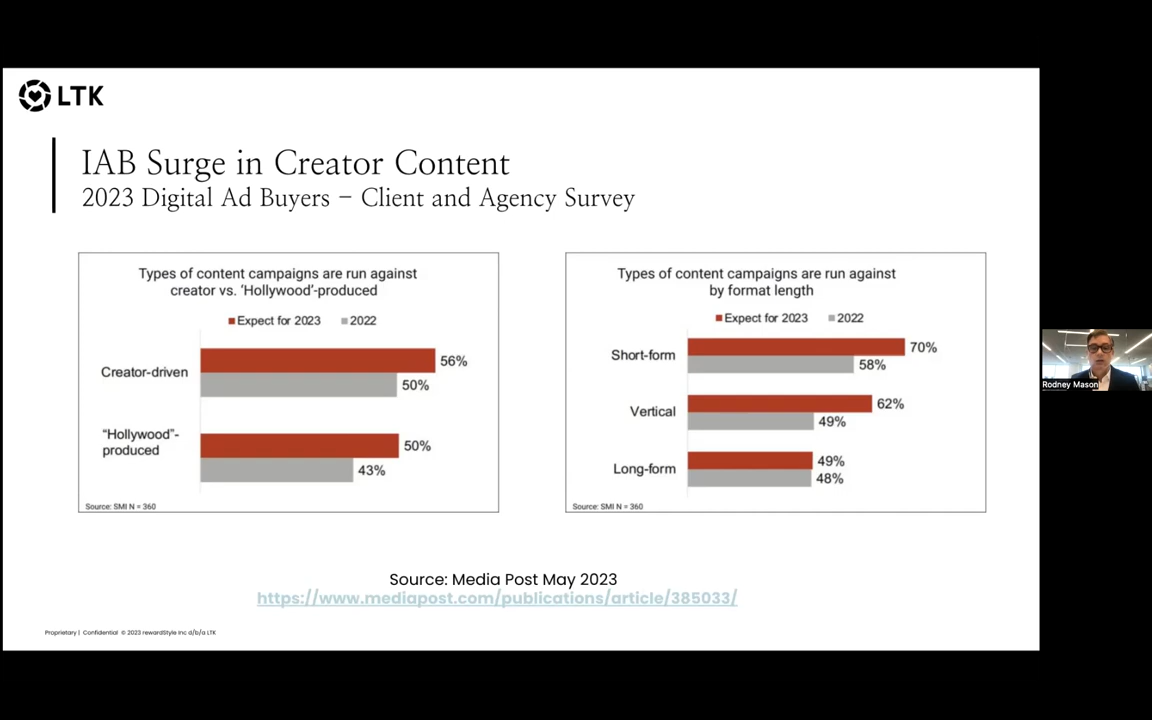 LTK
IAB Surge in Creator Content
2023 Digital Ad Buyers – Client and Agency Survey
Types of content campaigns are run against
creator vs. ‘Hollywood’-produced
Expect for 2023 2022
Creator-driven
56%
50%
“Hollywood”-
produced
50%
43%
Source: SMI N = 360
Types of content campaigns are run against
by format length
Expect for 2023 2022
Short-form
70%
58%
Vertical
62%
49%
Long-form
49%
48%
Source: SMI N = 360
Rodney Mason
Source: Media Post May 2023
https://www.mediapost.com/publications/article/385033/
Proprietary | Confidential © 2023 rewardStyle Inc d/b/a LTK